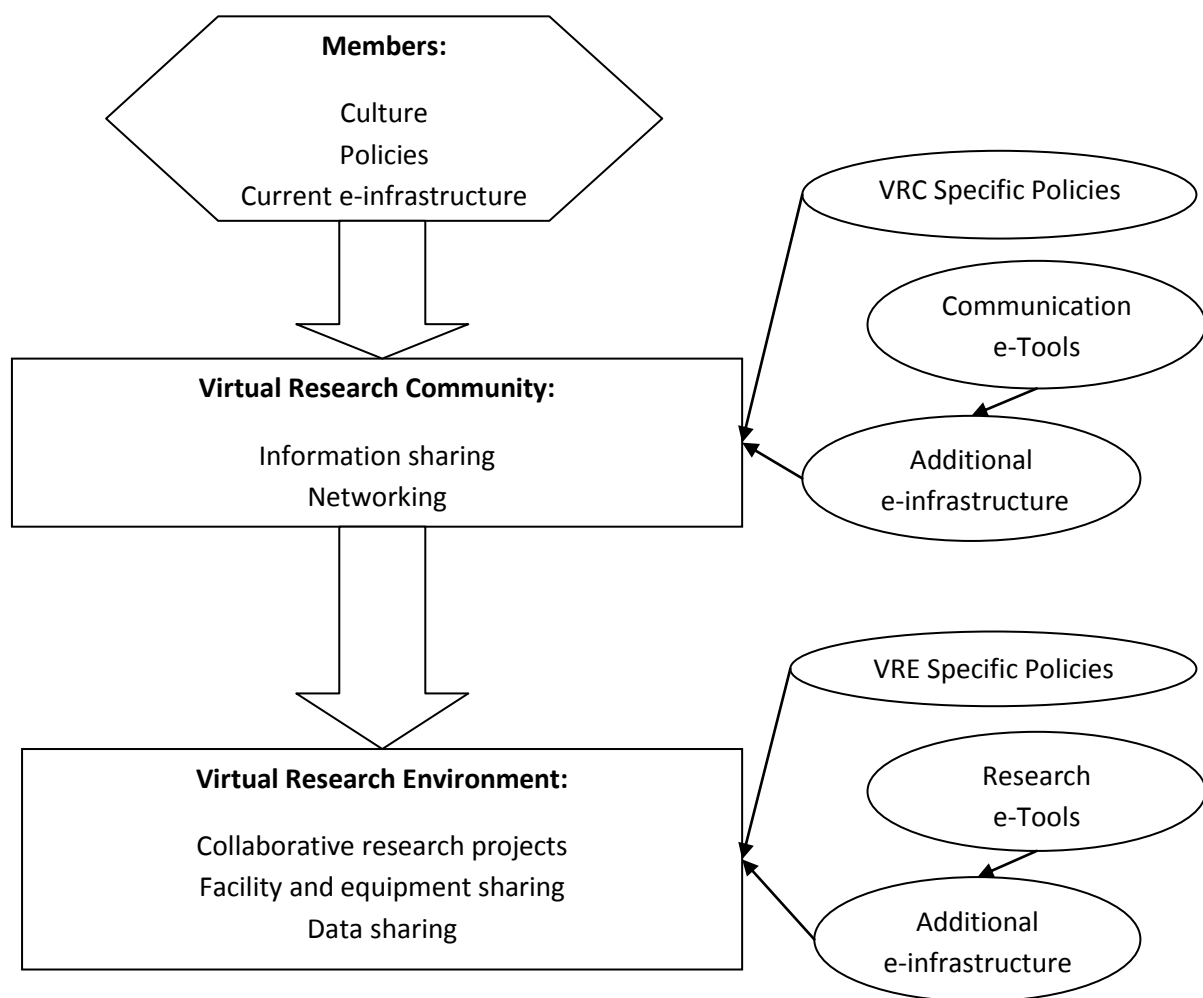 Members:
Culture
Policies
Current e-infrastructure
VRC Specific Policies
Communication
e-Tools
Virtual Research Community:
Information sharing
Networking
Additional
e-infrastructure
VRE Specific Policies
Research
e-Tools
Virtual Research Environment:
Collaborative research projects
Facility and equipment sharing
Data sharing
Additional
e-infrastructure